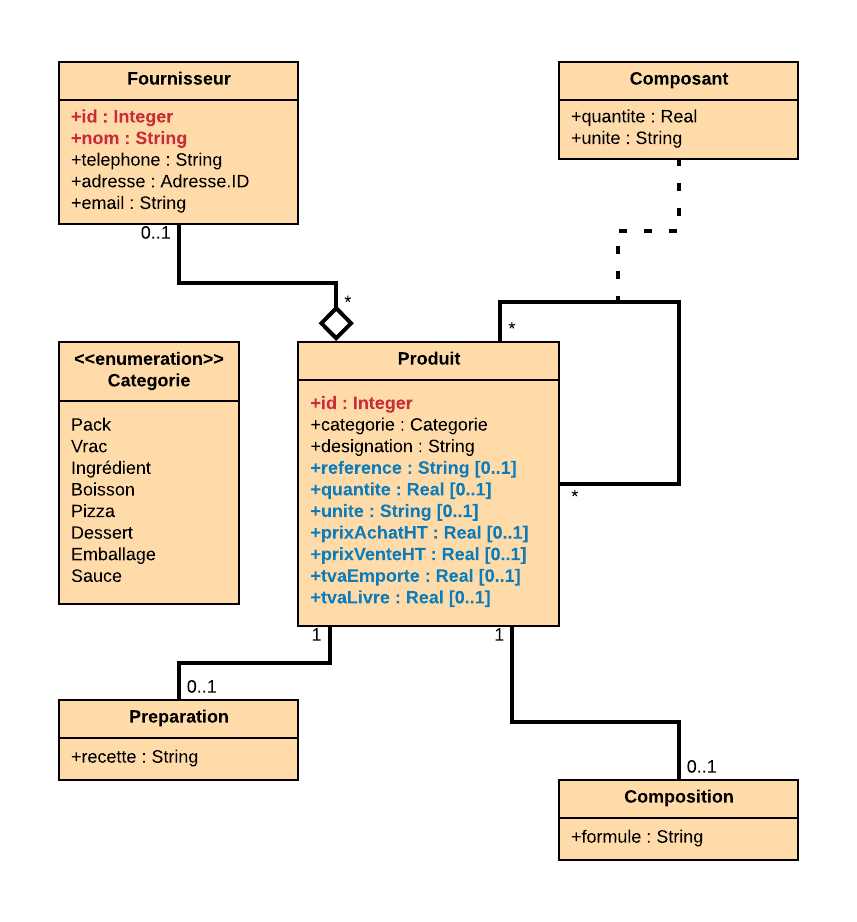 Fournisseur
+id : Integer
+nom : String
+telephone : String
+adresse : Adresse.ID
+email : String
0..1
Composant
+quantite : Real
+unite : String
*
*
*
<<enumeration>>
Categorie
Pack
Vrac
Ingrédient
Boisson
Pizza
Dessert
Emballage
Sauce
Produit
+id : Integer
+categorie : Categorie
+designation : String
+reference : String [0..1]
+quantite : Real [0..1]
+unite : String [0..1]
+prixAchatHT : Real [0..1]
+prixVenteHT : Real [0..1]
+tvaEmporte : Real [0..1]
+tvaLivre : Real [0..1]
1
1
0..1
Preparation
+recette : String
0..1
Composition
+formule : String